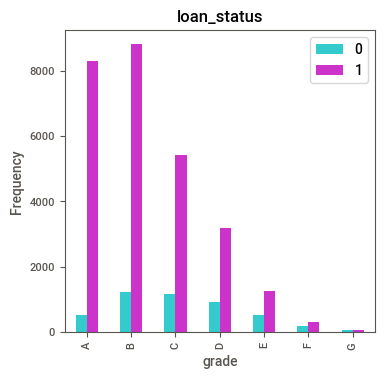 loan_status
0
1
Frequency
8000
6000
4000
2000
0
A B C D E F G
grade